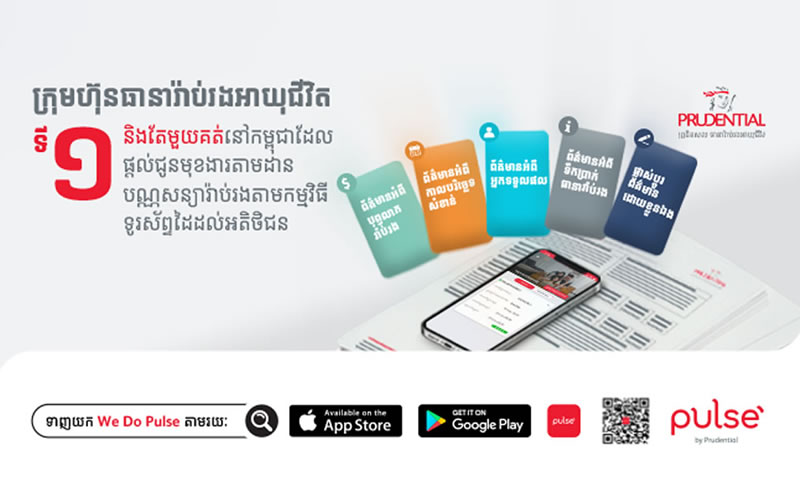 ក្រុមហ៊ុនធានារ៉ាប់រងអាយុជីវិត
ទី១
និងតែមួយគត់នៅកម្ពុជាដែល
ផ្តល់ជូនមុខងារតាមដាន
បណ្ណសន្យារ៉ាប់រងតាមកម្មវិធី
ទូរស័ព្ទដៃដល់អតិថិជន
$
ព័ត៌មានអំពី
បុព្វលាភ
រ៉ាប់រង
ព័ត៌មានអំពី
កាលបរិច្ឆេទ
សំខាន់
ព័ត៌មានអំពី
អ្នកទទួលផល
i
ព័ត៌មានអំពី
ទឹកប្រាក់
ធានារ៉ាប់រង
ផ្លាស់ប្តូរ
ព័ត៌មាន
ដោយខ្លួនឯង
PRUDENTIAL
ព្រូដិនសល ធានារ៉ាប់រងអាយុជីវិត
ទាញយក We Do Pulse តាមរយៈ
Available on the
App Store
GET IT ON
Google Play
pulse
pulse
by Prudential